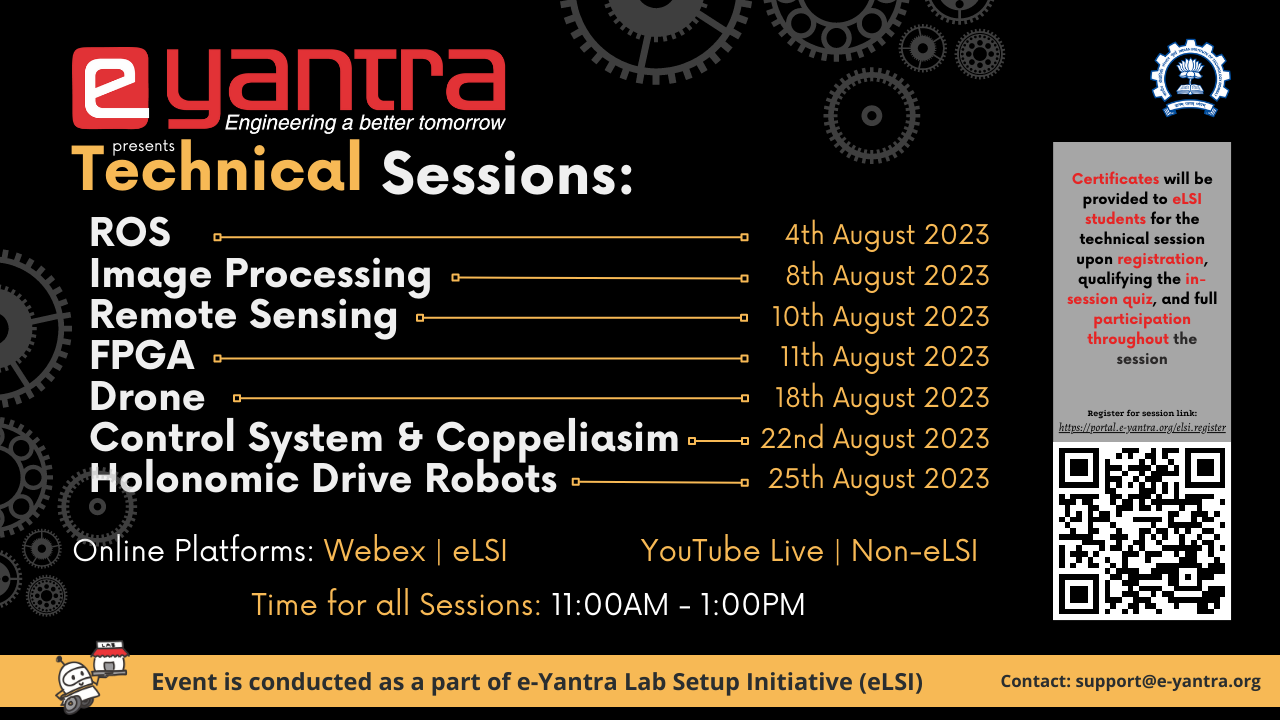 e yantra
Engineering a better tomorrow
presents
Technical Sessions:
ROS 4th August 2023
Image Processing 8th August 2023
Remote Sensing 10th August 2023
FPGA 11th August 2023
Drone 18th August 2023
Control System & Coppeliasim 22nd August 2023
Holonomic Drive Robots 25th August 2023
Online Platforms: Webex | eLSI YouTube Live | Non-eLSI
Time for all Sessions: 11:00AM - 1:00PM
Certificates will be
provided to eLSI
students for the
technical session
upon registration,
qualifying the in-
session quiz, and full
participation
throughout the
session
Register for session link:
https://portal.e-yantra.org/elsi.register
LAB
Event is conducted as a part of e-Yantra Lab Setup Initiative (eLSI)
Contact: support@e-yantra.org